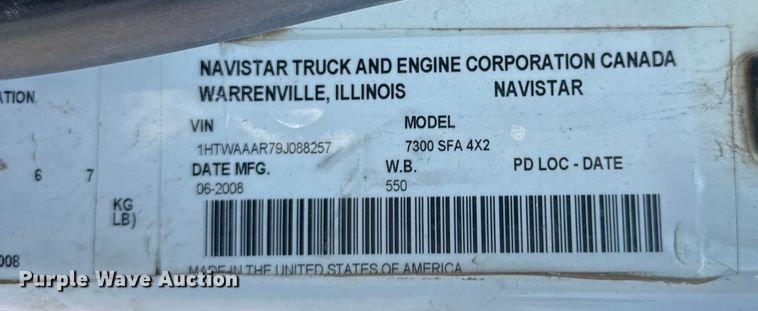 NAVISTAR TRUCK AND ENGINE CORPORATION CANADA
WARRENVILLE, ILLINOIS NAVISTAR
ATION
VIN MODEL
1HTWAAAR79J088257 7300 SFA 4X2
DATE MFG. W.B. PD LOC - DATE
6 7
06-2008 550
KG
LB)
008
MADE IN THE UNITED STATES OF AMERICA
Purple Wave Auction